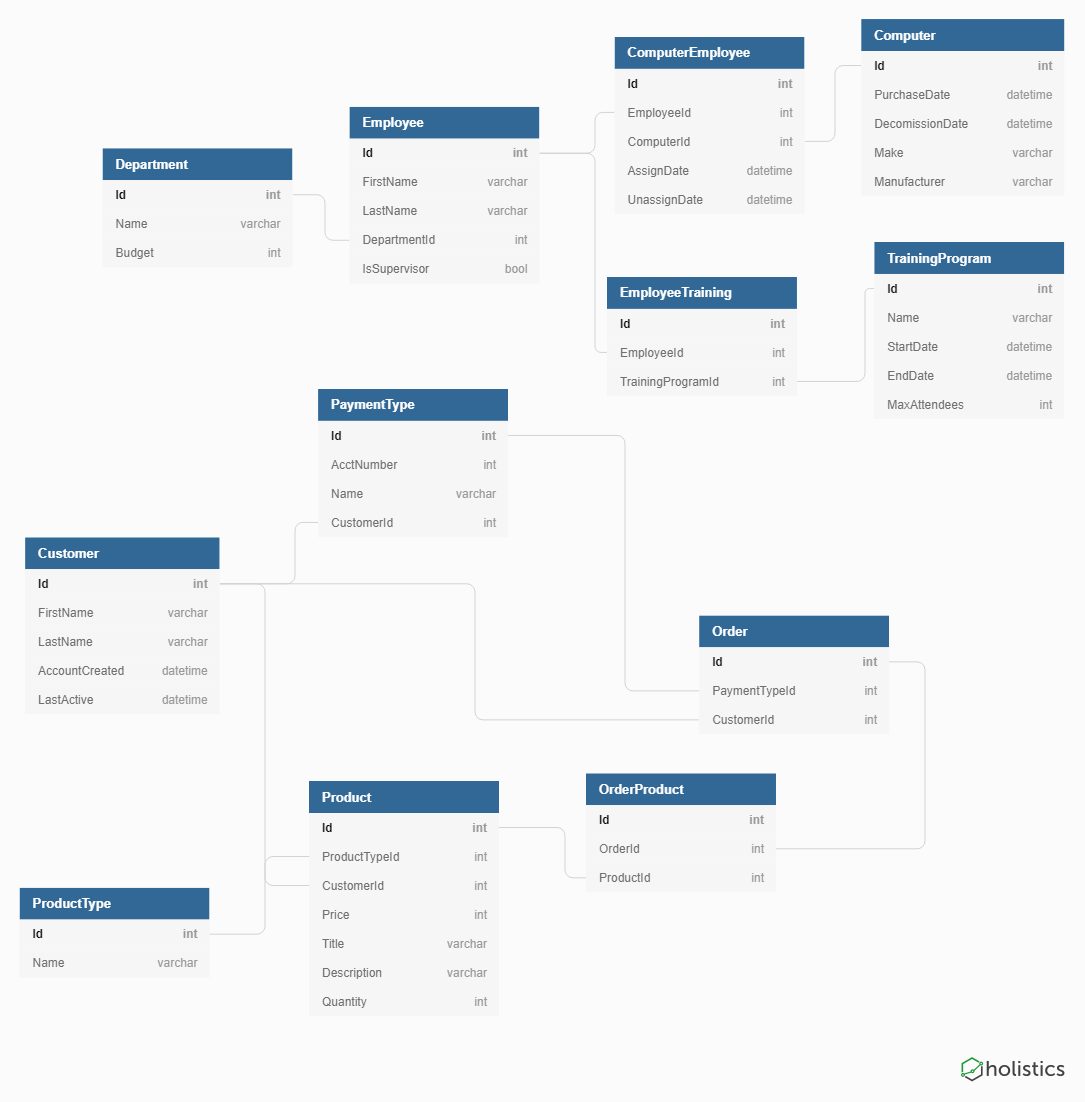 Computer
Id int
PurchaseDate datetime
DecomissionDate datetime
Make varchar
Manufacturer varchar
ComputerEmployee
Id int
EmployeeId int
ComputerId int
AssignDate datetime
UnassignDate datetime
Employee
Id int
FirstName varchar
LastName varchar
DepartmentId int
IsSupervisor bool
Department
Id int
Name varchar
Budget int
TrainingProgram
Id int
Name varchar
StartDate datetime
EndDate datetime
MaxAttendees int
EmployeeTraining
Id int
EmployeeId int
TrainingProgramId int
PaymentType
Id int
AcctNumber int
Name varchar
CustomerId int
Customer
Id int
FirstName varchar
LastName varchar
AccountCreated datetime
LastActive datetime
Order
Id int
PaymentTypeId int
CustomerId int
Product
Id int
ProductTypeId int
CustomerId int
Price int
Title varchar
Description varchar
Quantity int
OrderProduct
Id int
OrderId int
ProductId int
ProductType
Id int
Name varchar
holistics